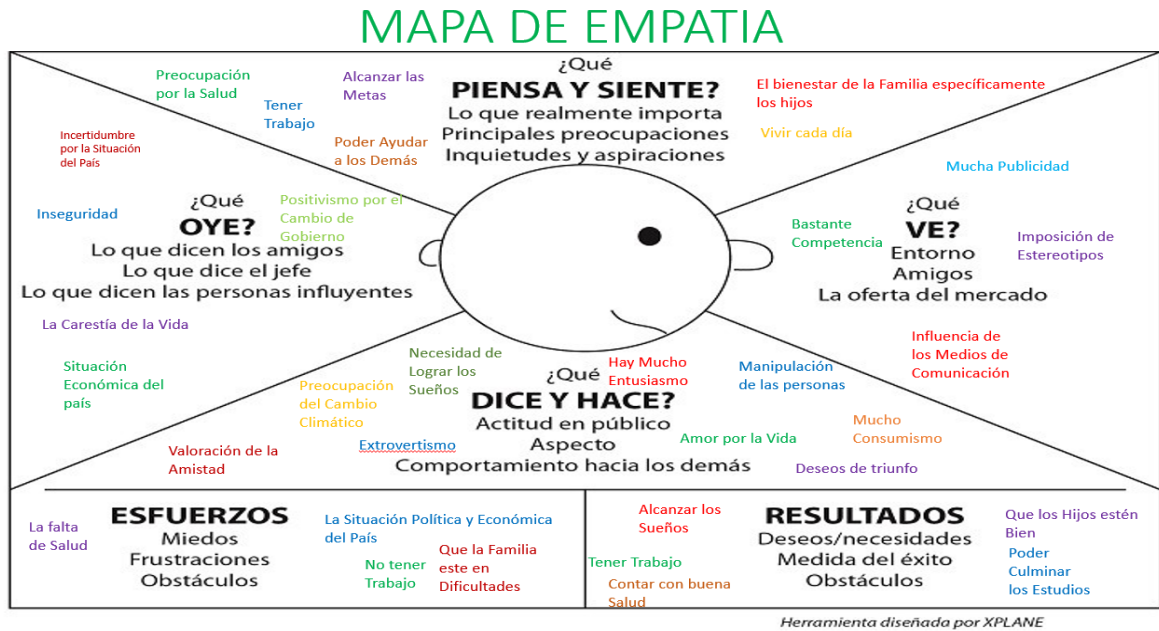 MAPA DE EMPATIA
¿Qué
PIENSA Y SIENTE?
Lo que realmente importa
Principales preocupaciones
Inquietudes y aspiraciones
Preocupación
por la Salud
Tener
Trabajo
Alcanzar las
Metas
Poder Ayudar
a los Demás
El bienestar de la Familia específicamente
los hijos
Vivir cada día
Incertidumbre
por la Situación
del País
Inseguridad
¿Qué
OYE?
Lo que dicen los amigos
Lo que dice el jefe
Lo que dicen las personas influyentes
Positivismo por el
Cambio de
Gobierno
La Carestía de la Vida
Situación
Económica del
país
Mucha Publicidad
Bastante
Competencia
¿Qué
VE?
Entorno
Amigos
La oferta del mercado
Imposición de
Estereotipos
Influencia de
los Medios de
Comunicación
Necesidad de
Lograr los
Sueños
Preocupación
del Cambio
Climático
Valoración de la
Amistad
Extrovertismo
¿Qué
DICE Y HACE?
Actitud en público
Aspecto
Comportamiento hacia los demás
Hay Mucho
Entusiasmo
Manipulación
de las personas
Amor por la Vida
Mucho
Consumismo
Deseos de triunfo
La falta
de Salud
ESFUERZOS
Miedos
Frustraciones
Obstáculos
La Situación Política y Económica
del País
No tener
Trabajo
Que la Familia
este en
Dificultades
Alcanzar los
Sueños
Tener Trabajo
Contar con buena
Salud
RESULTADOS
Deseos/necesidades
Medida del éxito
Obstáculos
Que los Hijos estén
Bien
Poder
Culminar
los Estudios
Herramienta diseñada por XPLANE